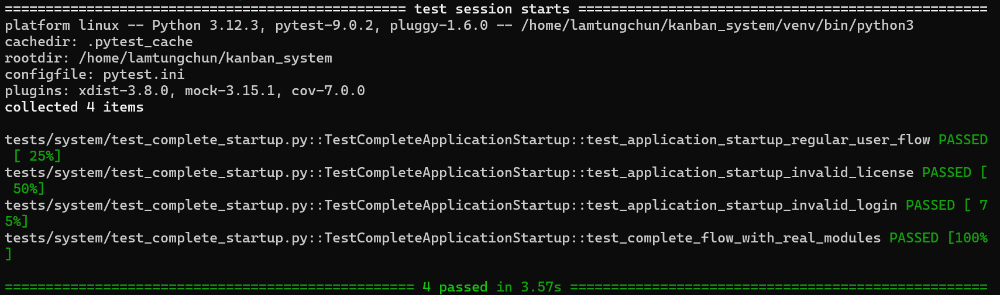 ================================================= test session starts ==================================================
platform linux -- Python 3.12.3, pytest-9.0.2, pluggy-1.6.0 -- /home/lamtungchun/kanban_system/venv/bin/python3
cachedir: .pytest_cache
rootdir: /home/lamtungchun/kanban_system
configfile: pytest.ini
plugins: xdist-3.8.0, mock-3.15.1, cov-7.0.0
collected 4 items

tests/system/test_complete_startup.py::TestCompleteApplicationStartup::test_application_startup_regular_user_flow PASSED
 [ 25%]
tests/system/test_complete_startup.py::TestCompleteApplicationStartup::test_application_startup_invalid_license PASSED [
 50%]
tests/system/test_complete_startup.py::TestCompleteApplicationStartup::test_application_startup_invalid_login PASSED [ 7
5%]
tests/system/test_complete_startup.py::TestCompleteApplicationStartup::test_complete_flow_with_real_modules PASSED [100%
]

================================================== 4 passed in 3.57s ===================================================